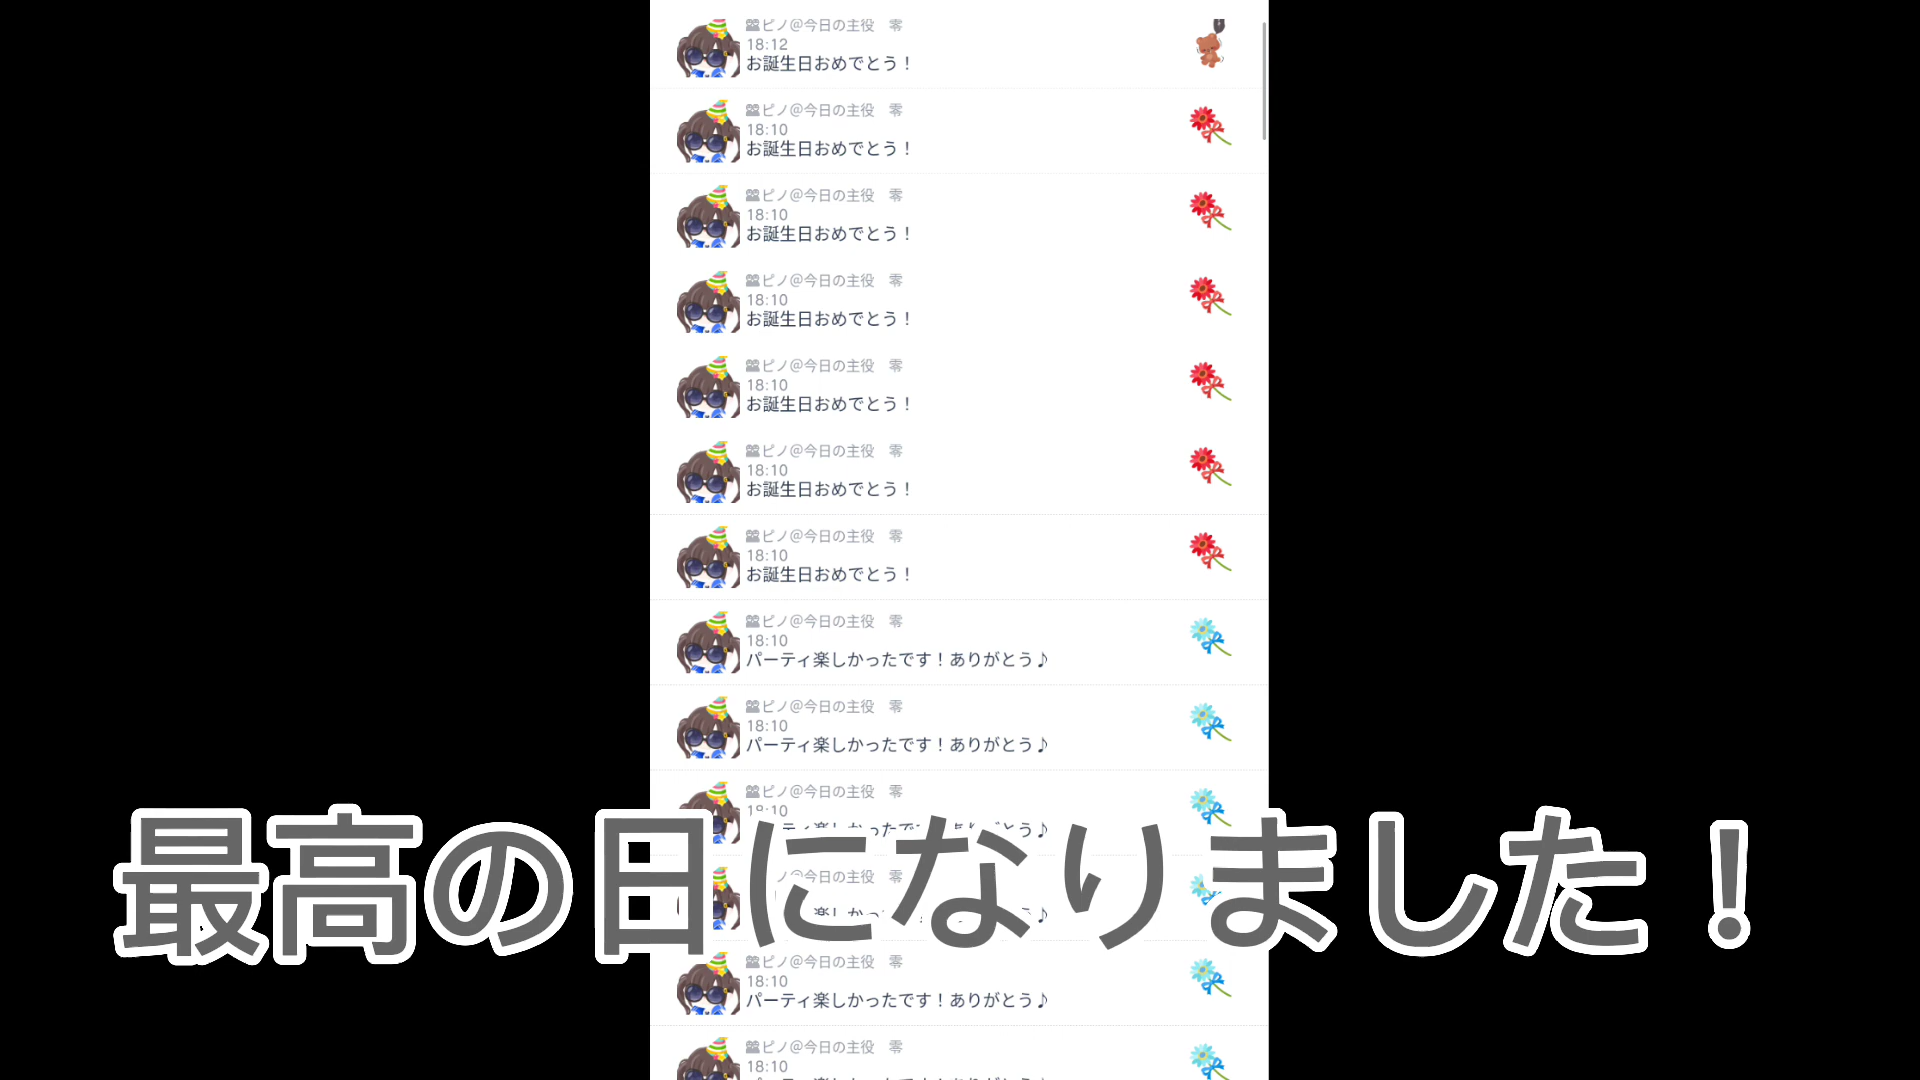 ピノ@今日の主役 零
18:12
お誕生日おめでとう！
ピノ@今日の主役 零
18:10
お誕生日おめでとう！
ピノ@今日の主役 零
18:10
お誕生日おめでとう！
ピノ@今日の主役 零
18:10
お誕生日おめでとう！
ピノ@今日の主役 零
18:10
お誕生日おめでとう！
ピノ@今日の主役 零
18:10
お誕生日おめでとう！
ピノ@今日の主役 零
18:10
お誕生日おめでとう！
ピノ@今日の主役 零
18:10
パーティ楽しかったです！ありがとう♪
ピノ@今日の主役 零
18:10
パーティ楽しかったです！ありがとう♪
ピノ@今日の主役 零
18:10
最高の日になりました！
ピノ@今日の主役 零
18:10
パーティ楽しかったです！ありがとう♪
ピノ@今日の主役 零
18:10